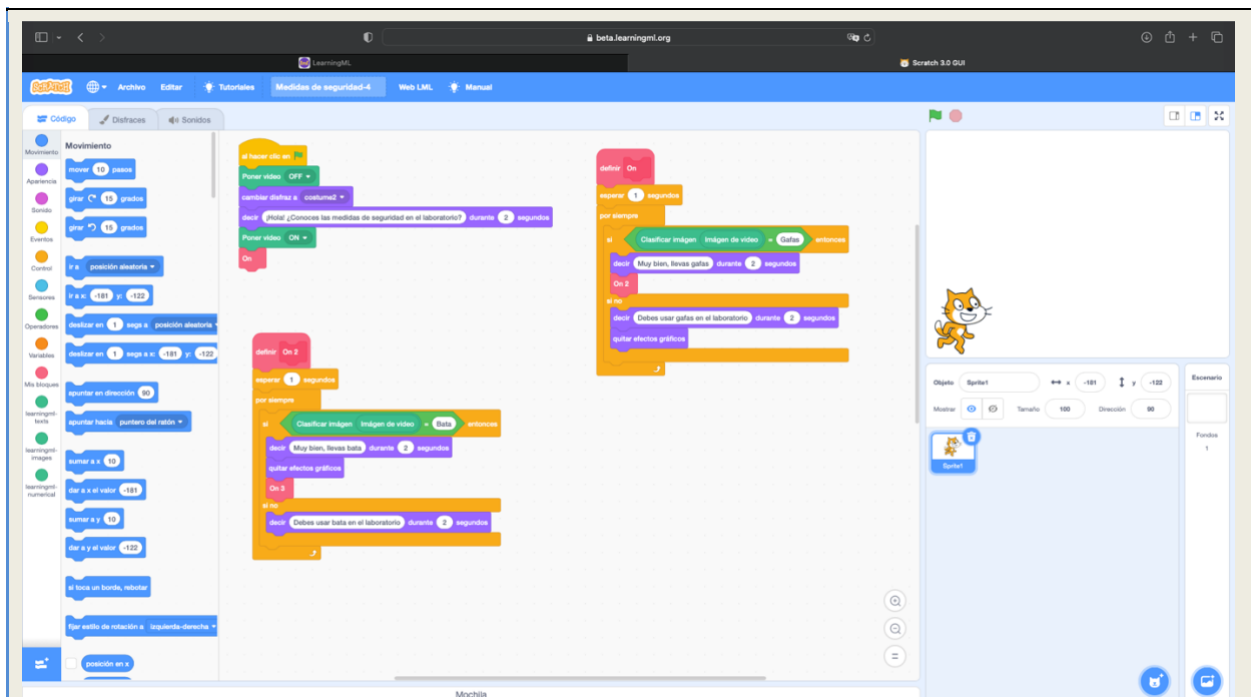 beta.learningml.org
LearningML
Scratch 3.0 GUI
SCRATCH Archivo Editar Tutoriales Medidas de seguridad-4 Web LML Manual
Código Disfraces Sonidos
Movimiento
Apariencia
Sonido
Eventos
Control
Sensores
Operadores
Variables
Mis bloques
learningml-texts
learningml-images
learningml-numerical
Movimiento
mover 10 pasos
girar 15 grados
girar 15 grados
ir a posición aleatoria
ir a x: -181 y: -122
deslizar en 1 segs a posición aleatoria
deslizar en 1 segs a x: -181 y: -122
apuntar en dirección 90
apuntar hacia puntero del ratón
sumar a x 10
dar a x el valor -181
sumar a y 10
dar a y el valor -122
si toca un borde, rebotar
fijar estilo de rotación a izquierda-derecha
posición en x
al hacer clic en
Poner video OFF
cambiar disfraz a costume2
decir ¡Hola! ¿Conoces las medidas de seguridad en el laboratorio? durante 2 segundos
Poner video ON
On
definir On 2
esperar 1 segundos
por siempre
si Clasificar imágen Imágen de video = Bata entonces
decir Muy bien, llevas bata durante 2 segundos
quitar efectos gráficos
On 3
si no
decir Debes usar bata en el laboratorio durante 2 segundos
definir On
esperar 1 segundos
por siempre
si Clasificar imágen Imágen de video = Gafas entonces
decir Muy bien, llevas gafas durante 2 segundos
On 2
si no
decir Debes usar gafas en el laboratorio durante 2 segundos
quitar efectos gráficos
Objeto Sprite1 x -181 y -122
Mostrar Tamaño 100 Dirección 90
Sprite1
Escenario
Fondos
1
Mochila